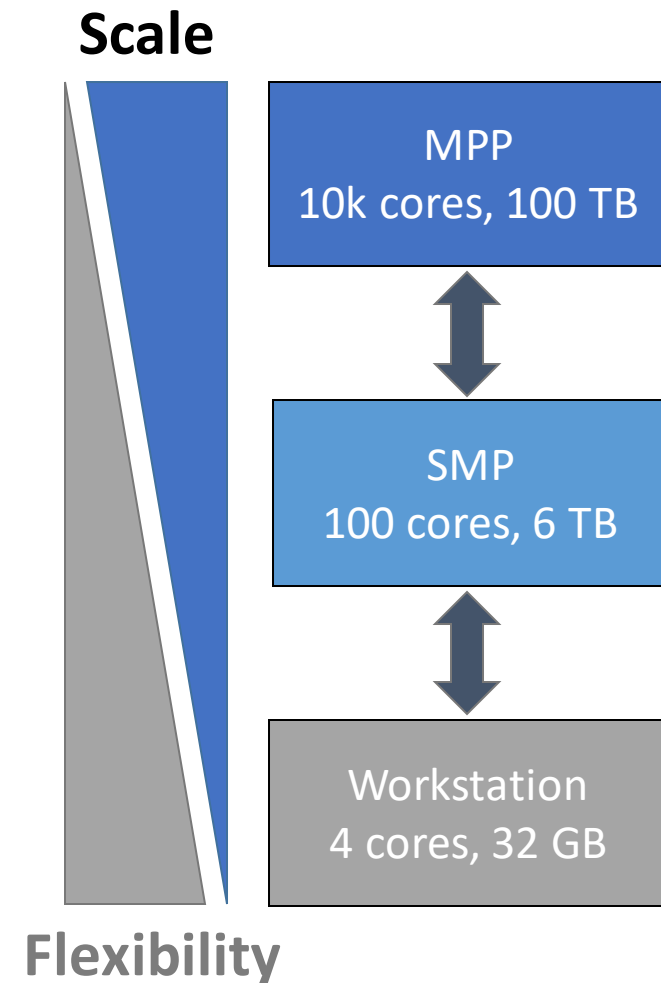 Scale
MPP
10k cores, 100 TB
SMP
100 cores, 6 TB
Workstation
4 cores, 32 GB
Flexibility